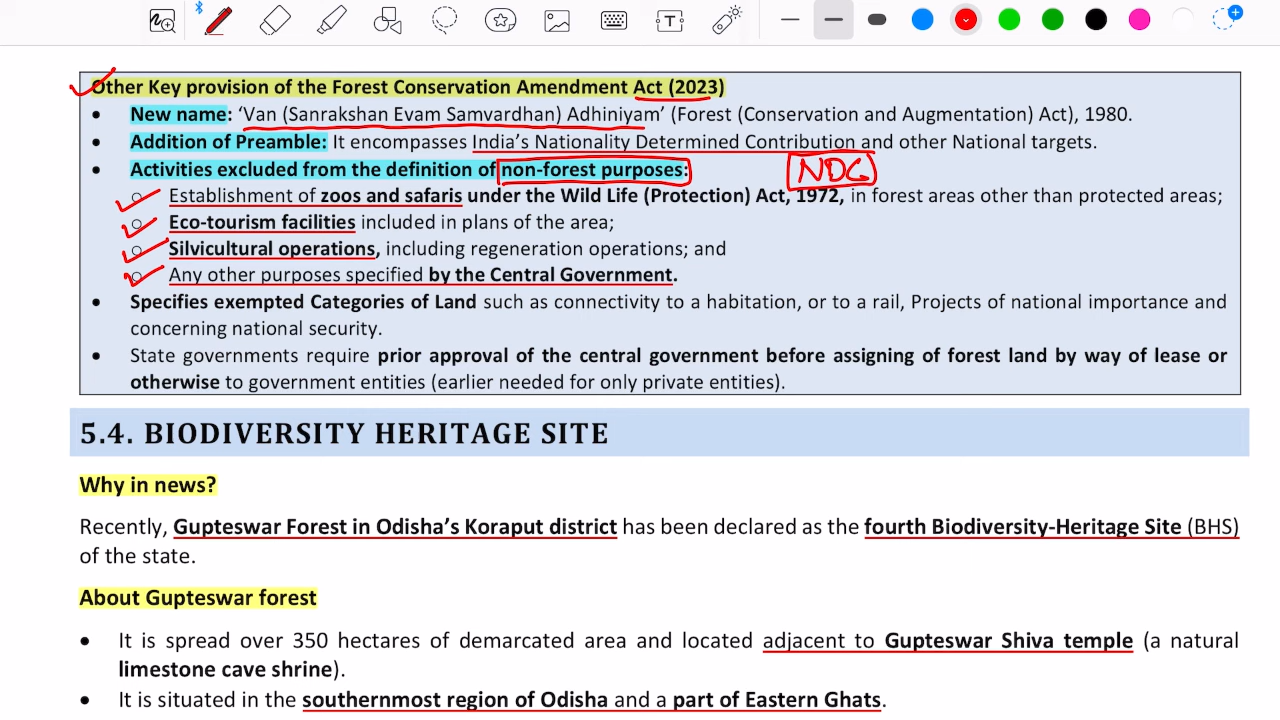 Other Key provision of the Forest Conservation Amendment Act (2023)
• New name: ‘Van (Sanrakshan Evam Samvardhan) Adhiniyam’ (Forest (Conservation and Augmentation) Act), 1980.
• Addition of Preamble: It encompasses India’s Nationality Determined Contribution and other National targets.
• Activities excluded from the definition of non-forest purposes:
NDC
○ Establishment of zoos and safaris under the Wild Life (Protection) Act, 1972, in forest areas other than protected areas;
○ Eco-tourism facilities included in plans of the area;
○ Silvicultural operations, including regeneration operations; and
○ Any other purposes specified by the Central Government.
• Specifies exempted Categories of Land such as connectivity to a habitation, or to a rail, Projects of national importance and
concerning national security.
• State governments require prior approval of the central government before assigning of forest land by way of lease or
otherwise to government entities (earlier needed for only private entities).
5.4. BIODIVERSITY HERITAGE SITE
Why in news?
Recently, Gupteswar Forest in Odisha’s Koraput district has been declared as the fourth Biodiversity-Heritage Site (BHS)
of the state.
About Gupteswar forest
• It is spread over 350 hectares of demarcated area and located adjacent to Gupteswar Shiva temple (a natural
limestone cave shrine).
• It is situated in the southernmost region of Odisha and a part of Eastern Ghats.